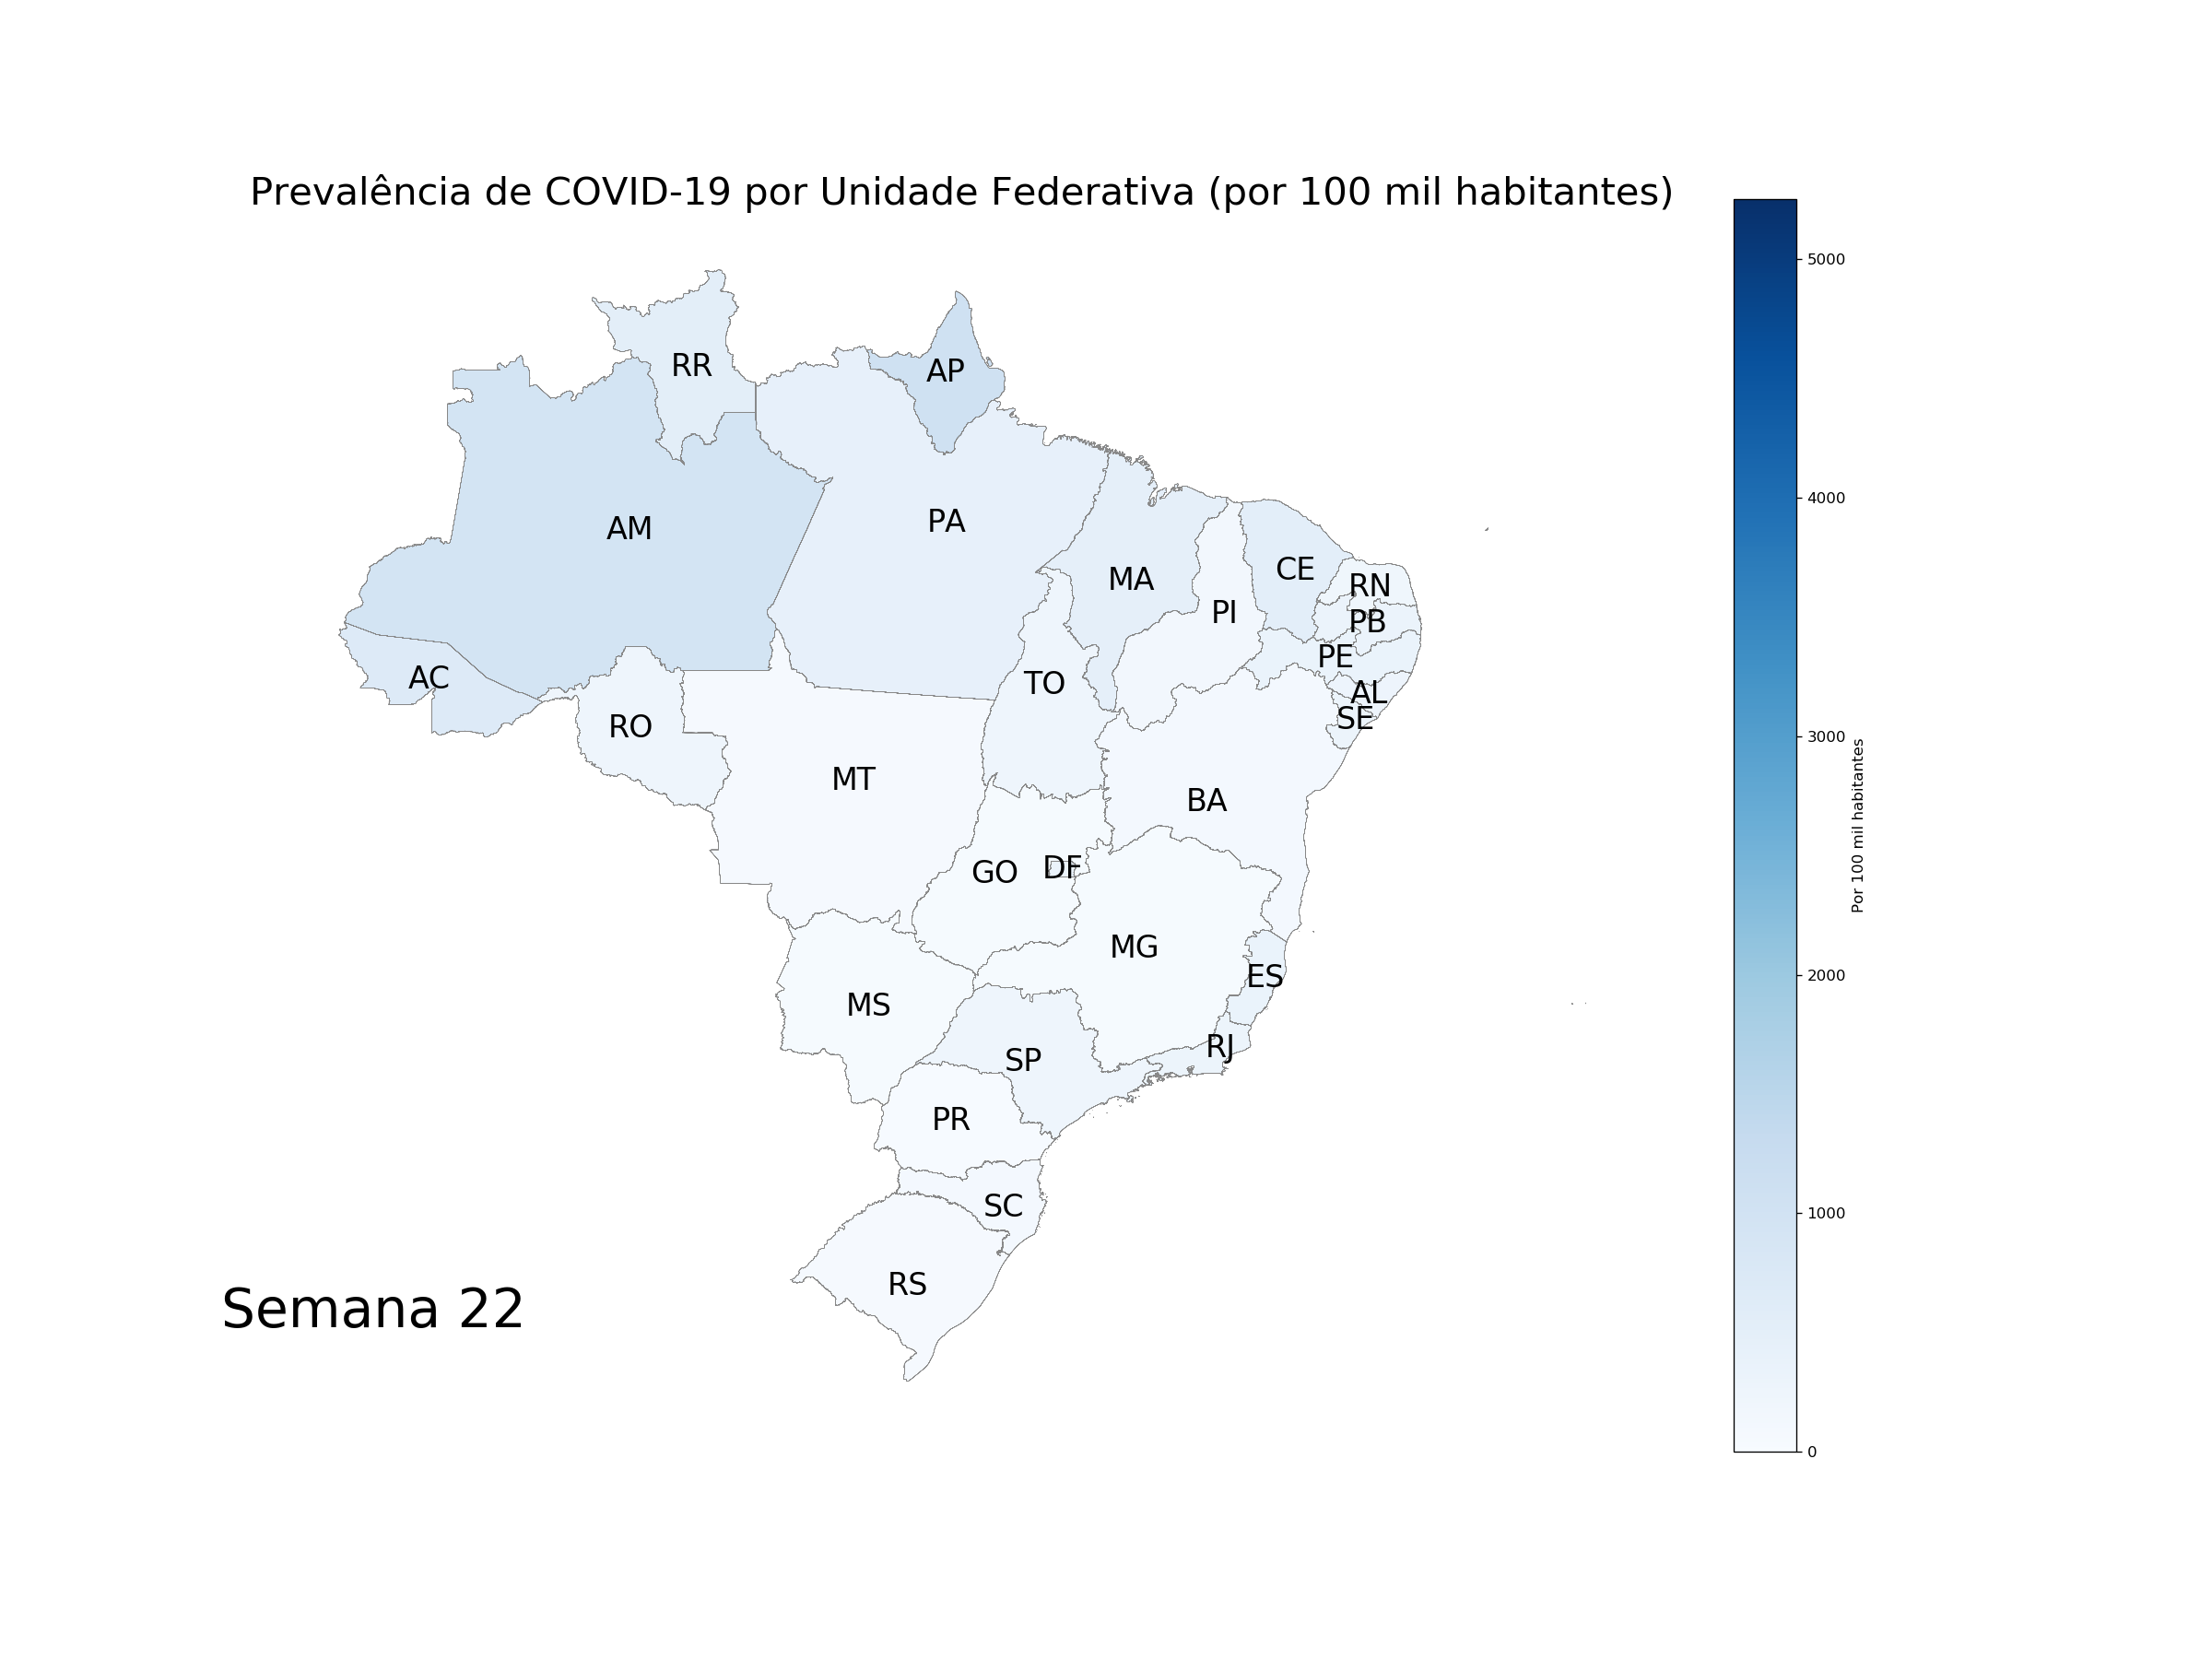 Prevalência de COVID-19 por Unidade Federativa (por 100 mil habitantes)
5000
4000
3000
2000
1000
0
Por 100 mil habitantes
RR
AP
AM
PA
MA
CE
RN
PI
PB
PE
AC
TO
AL
SE
RO
MT
BA
GO
DF
MG
ES
MS
RJ
SP
PR
SC
RS
Semana 22